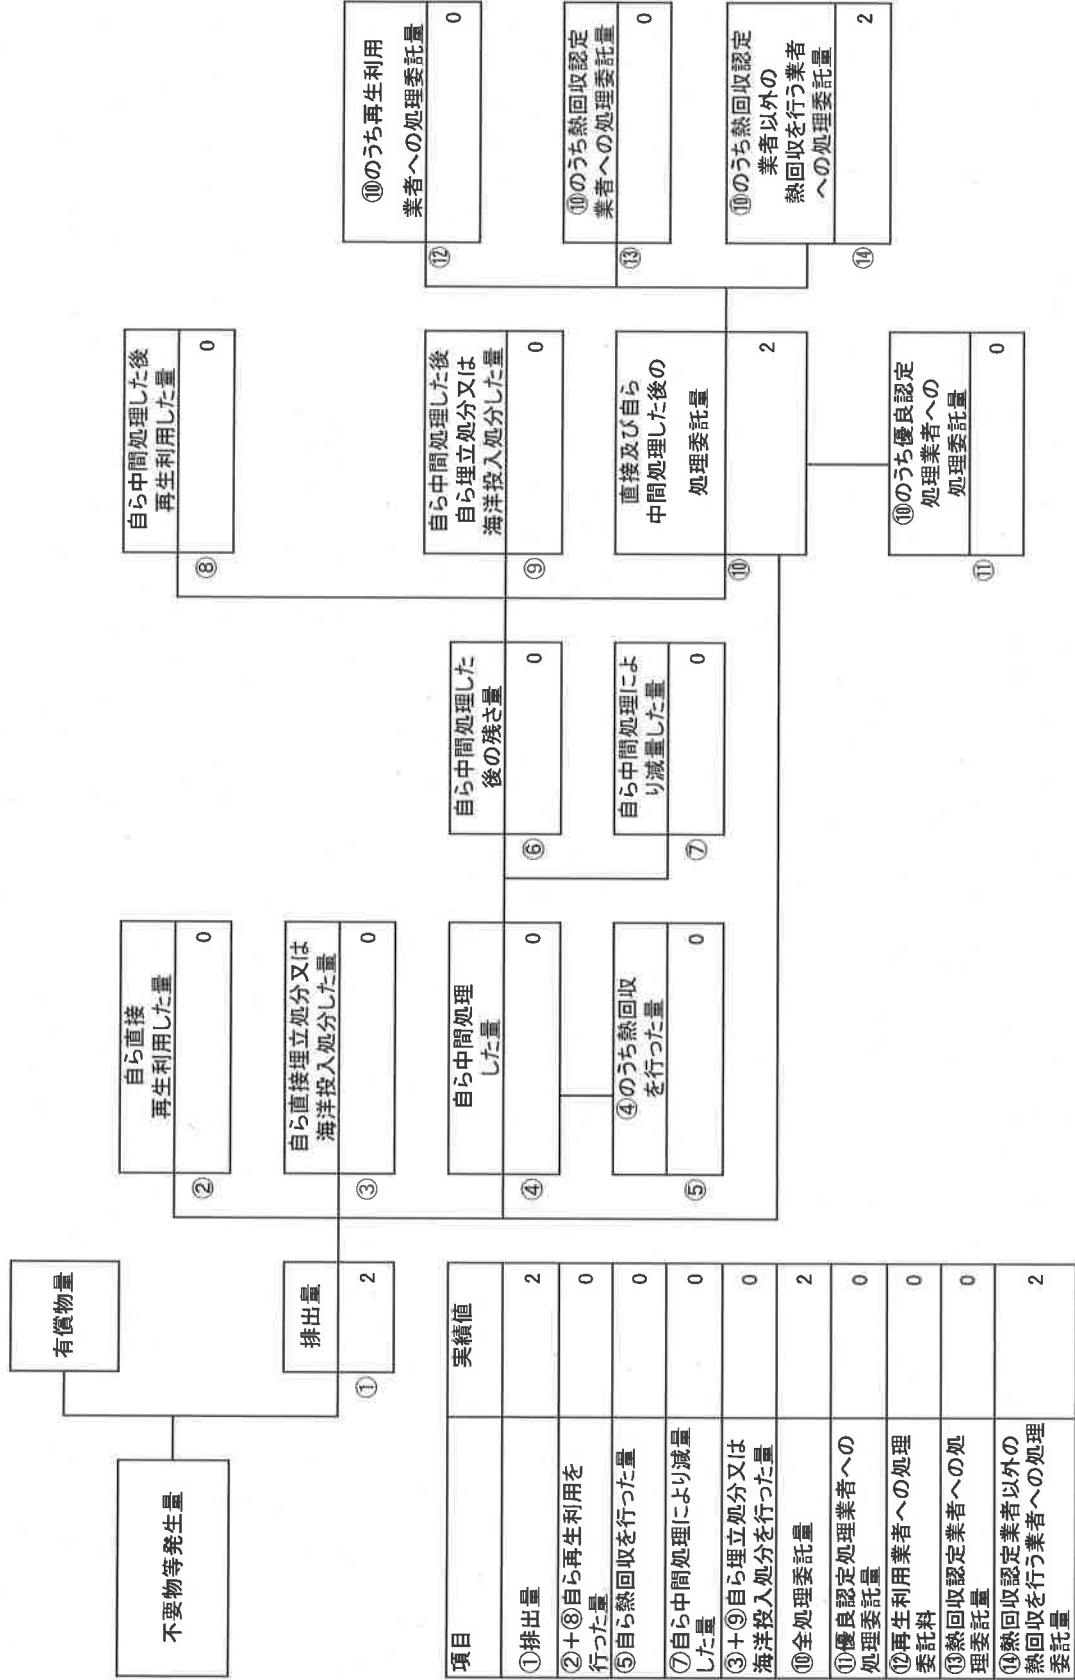 不要物等発生量
有償物量
排出量
①
2
自ら直接
再生利用した量
②
0
自ら直接埋立処分又は
海洋投入処分した量
③
0
自ら中間処理
した量
④
0
④のうち熱回収
を行った量
⑤
0
自ら中間処理した
後の残さ量
⑥
0
自ら中間処理によ
り減量した量
⑦
0
自ら中間処理した後
再生利用した量
⑧
0
自ら中間処理した後
自ら埋立処分又は
海洋投入処分した量
⑨
0
直接及び自ら
中間処理した後の
処理委託量
⑩
2
⑩のうち優良認定
処理業者への
処理委託量
⑪
0
⑩のうち再生利用
業者への処理委託量
⑫
0
⑩のうち熱回収認定
業者への処理委託量
⑬
0
⑩のうち熱回収認定
業者以外の
熱回収を行う業者
への処理委託量
⑭
2
項目 実績値
①排出量 2
②+⑧自ら再生利用を
行った量 0
⑤自ら熱回収を行った量 0
⑦自ら中間処理により減量
した量 0
③+⑨自ら埋立処分又は
海洋投入処分を行った量 0
⑩全処理委託量 2
⑪優良認定処理業者への
処理委託量 0
⑫再生利用業者への処理
委託料 0
⑬熱回収認定業者への処
理委託量 0
⑭熱回収認定業者以外の
熱回収を行う業者への処理
委託量 2